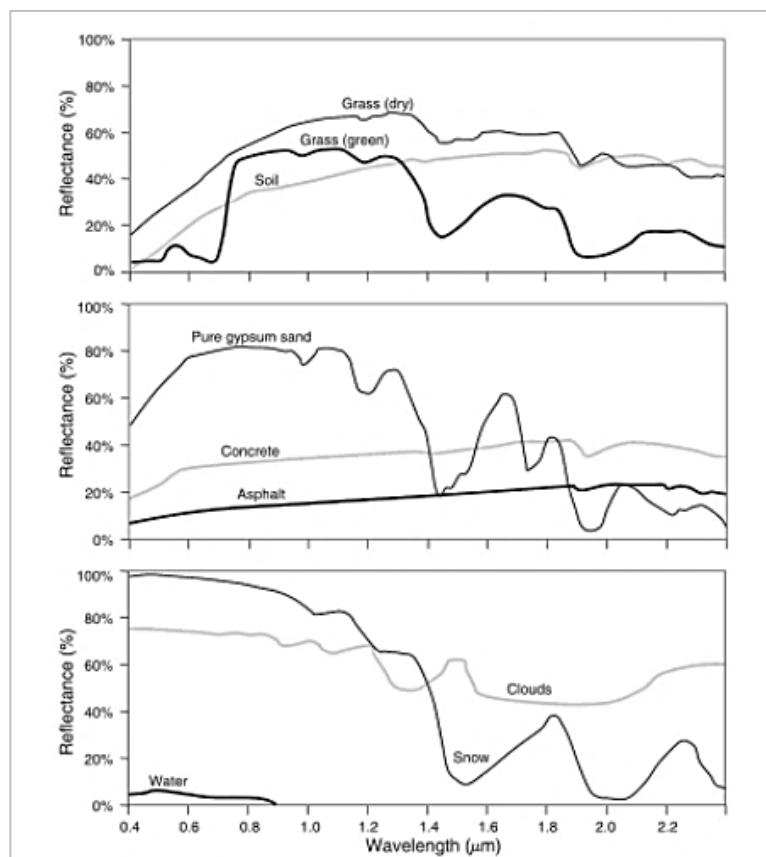 100%
80%
60%
40%
20%
0%
Reflectance (%)
Grass (dry)
Grass (green)
Soil
100%
80%
60%
40%
20%
0%
Reflectance (%)
Pure gypsum sand
Concrete
Asphalt
100%
80%
60%
40%
20%
0%
Reflectance (%)
Clouds
Snow
Water
0.4 0.6 0.8 1.0 1.2 1.4 1.6 1.8 2.0 2.2
Wavelength (μm)